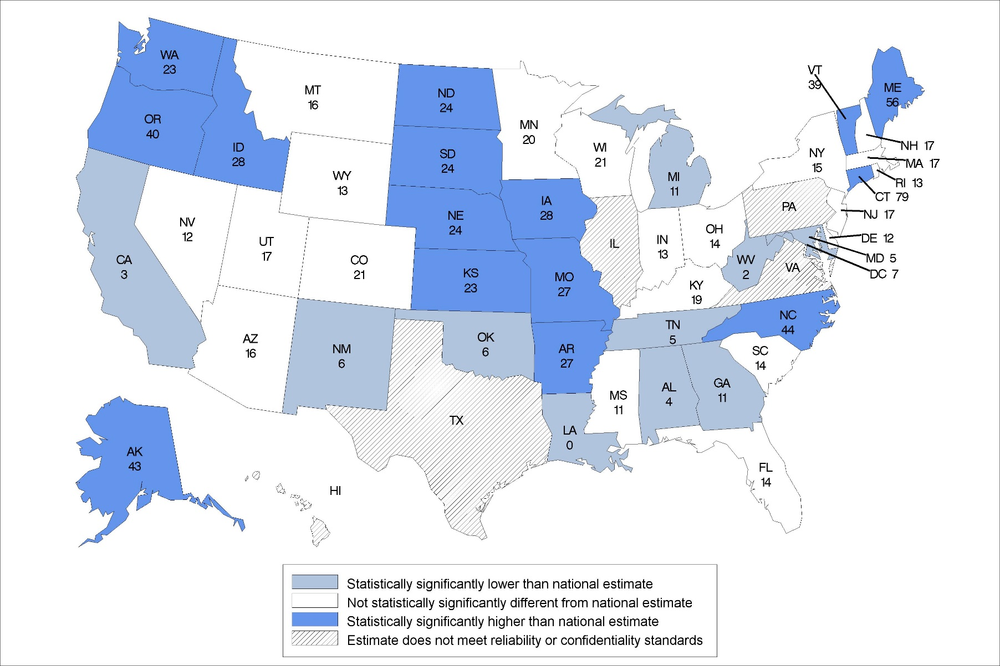 WA
23
MT
16
ND
24
VT
39
ME
56
OR
40
ID
28
MN
20
SD
24
WI
21
NY
15
NH 17
MA 17
WY
13
MI
11
RI 13
CT 79
NE
24
IA
28
PA
NJ 17
NV
12
UT
17
OH
14
IN
13
IL
DE 12
CA
3
CO
21
WV
2
VA
MD 5
DC 7
KS
23
MO
27
KY
19
NC
44
TN
5
AZ
16
NM
6
OK
6
AR
27
SC
14
MS
11
AL
4
GA
11
TX
LA
0
AK
43
HI
FL
14
Statistically significantly lower than national estimate
Not statistically significantly different from national estimate
Statistically significantly higher than national estimate
Estimate does not meet reliability or confidentiality standards